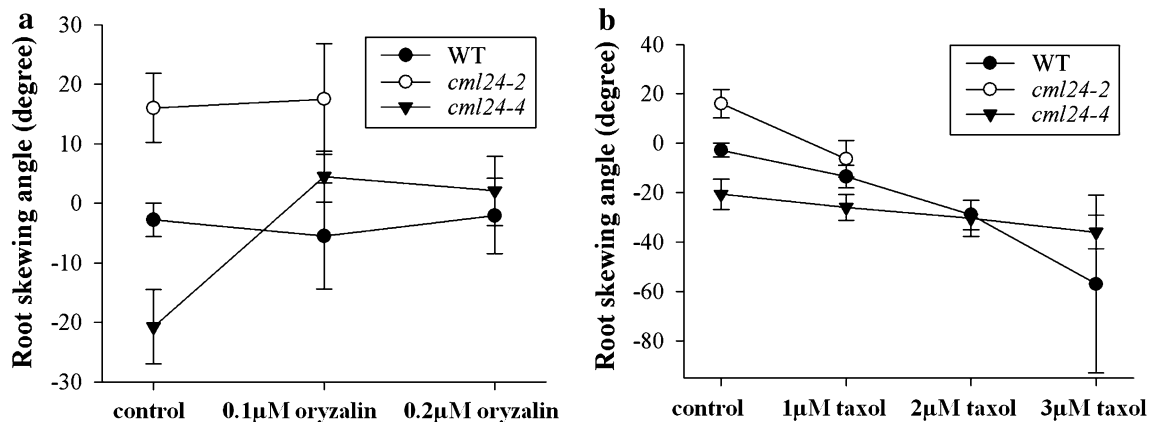 a
Root skewing angle (degree)
30
20
10
0
-10
-20
-30
WT
cml24-2
cml24-4
control
0.1µM oryzalin
0.2µM oryzalin
b
Root skewing angle (degree)
40
20
0
-20
-40
-60
-80
WT
cml24-2
cml24-4
control
1µM taxol
2µM taxol
3µM taxol